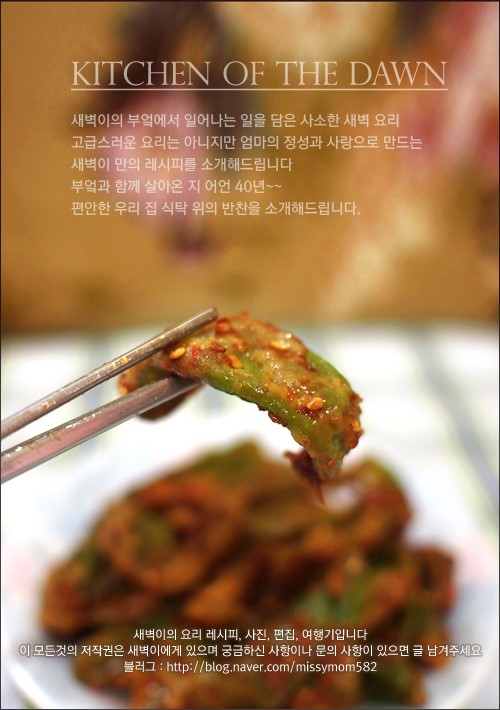 KITCHEN OF THE DAWN
새벽이의 부엌에서 일어나는 일을 담은 사소한 새벽 요리
고급스러운 요리는 아니지만 엄마의 정성과 사랑으로 만드는
새벽이 만의 레시피를 소개해드립니다
부엌과 함께 살아온 지 어언 40년~~
편안한 우리 집 식탁 위의 반찬을 소개해드립니다.
새벽이의 요리 레시피, 사진, 편집, 여행기입니다
이 모든것의 저작권은 새벽이에게 있으며 궁금하신 사항이나 문의 사항이 있으면 글 남겨주세요
블러그 : http://blog.naver.com/missymom582